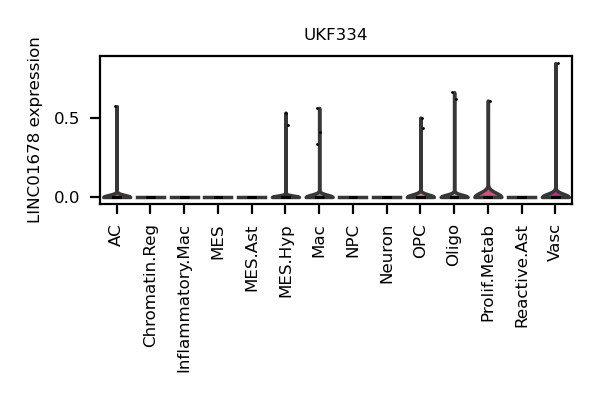 UKF334
LINC01678 expression
0.5
0.0
AC
Chromatin.Reg
Inflammatory.Mac
MES
MES.Ast
MES.Hyp
Mac
NPC
Neuron
OPC
Oligo
Prolif.Metab
Reactive.Ast
Vasc